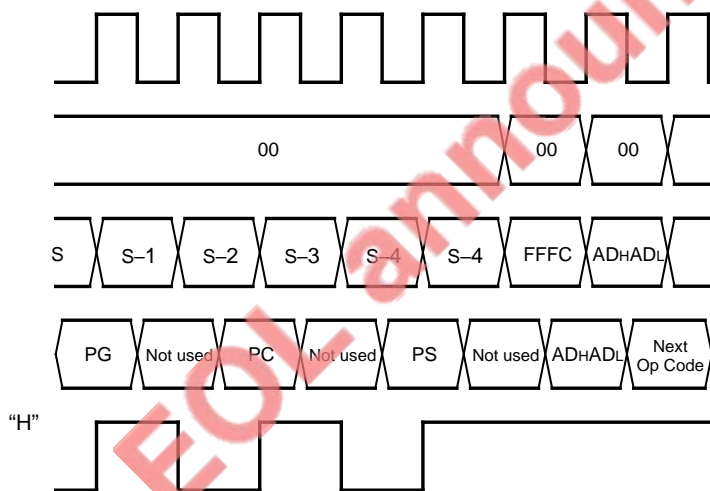 00 00 00
S S–1 S–2 S–3 S–4 S–4 FFFC ADHADL
PG Not used PC Not used PS Not used ADHADL Next Op Code
“H”
EOL announ